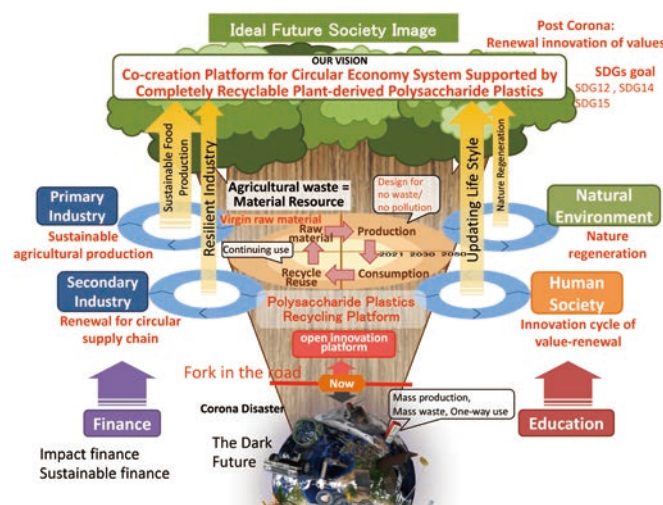 Ideal Future Society Image
Post Corona:
Renewal innovation of values
OUR VISION
Co-creation Platform for Circular Economy System Supported by
Completely Recyclable Plant-derived Polysaccharide Plastics
SDGs goal
SDG12 , SDG14
SDG15
Sustainable Food
Production
Resilient Industry
Updating Life Style
Nature Regeneration
Primary
Industry
Sustainable
agricultural production
Agricultural waste =
Material Resource
Design for
no waste/
no pollution
Natural
Environment
Nature
regeneration
Virgin raw material
Raw
material
Production
Continuing use
2021 2030 2050
Recycle
Reuse
Consumption
Secondary
Industry
Renewal for circular
supply chain
Polysaccharide Plastics
Recycling Platform
Human
Society
Innovation cycle of
value-renewal
open innovation
platform
Fork in the road
Now
Corona Disaster
Mass production,
Mass waste, One-way use
Finance
Impact finance
Sustainable finance
The Dark
Future
Education